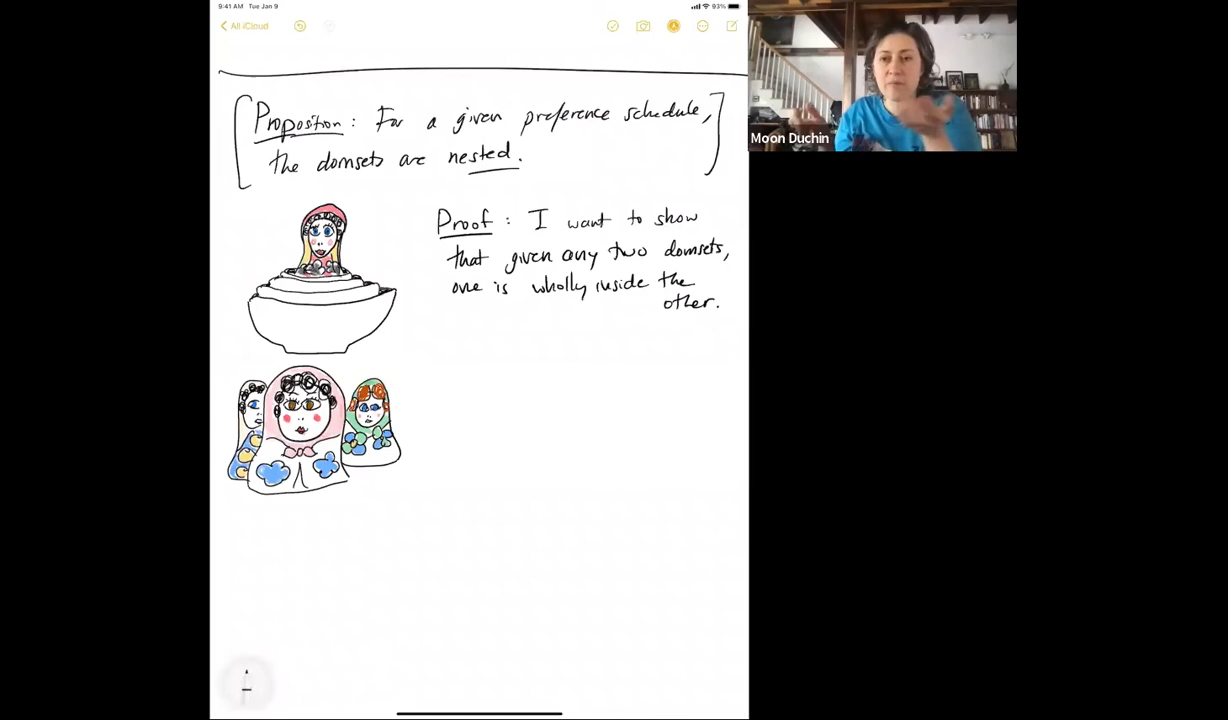 9:41 AM Tue Jan 9
93%
All iCloud
Proposition: For a given preference schedule,
the domsets are nested.
Proof: I want to show
that given any two domsets,
one is wholly inside the
other.
Moon Duchin